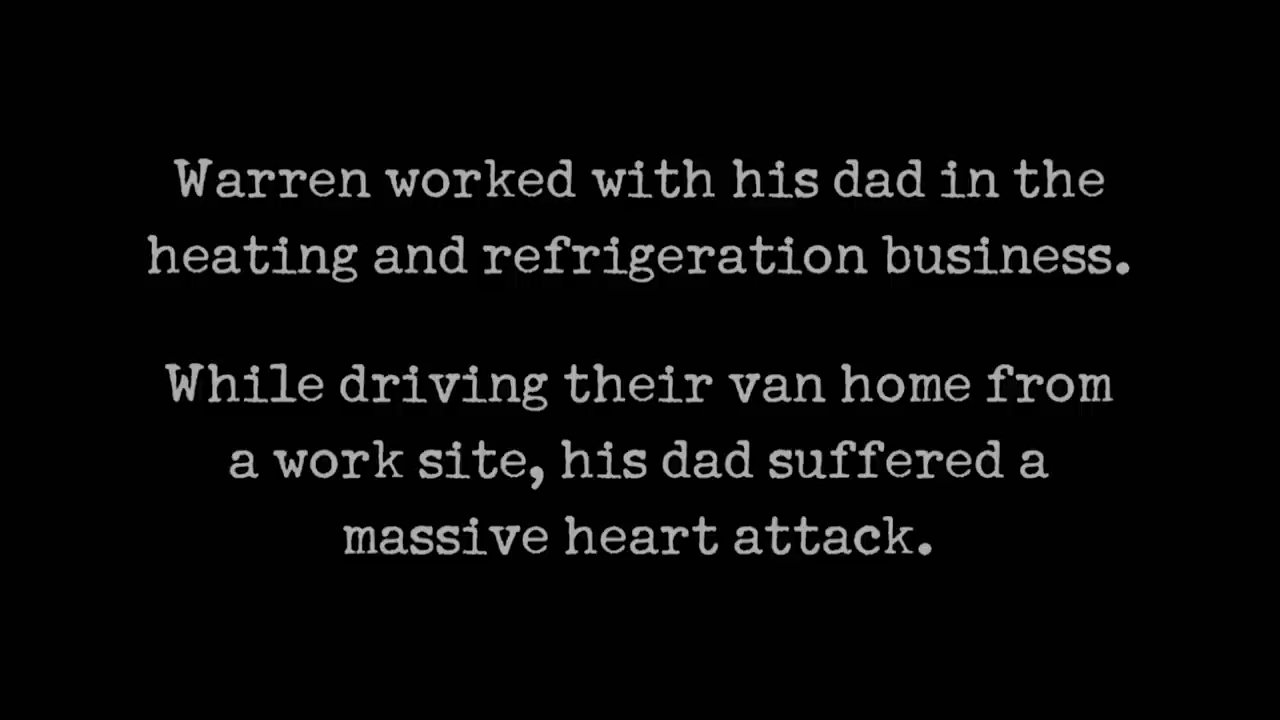 Warren worked with his dad in the
heating and refrigeration business.
While driving their van home from
a work site, his dad suffered a
massive heart attack.